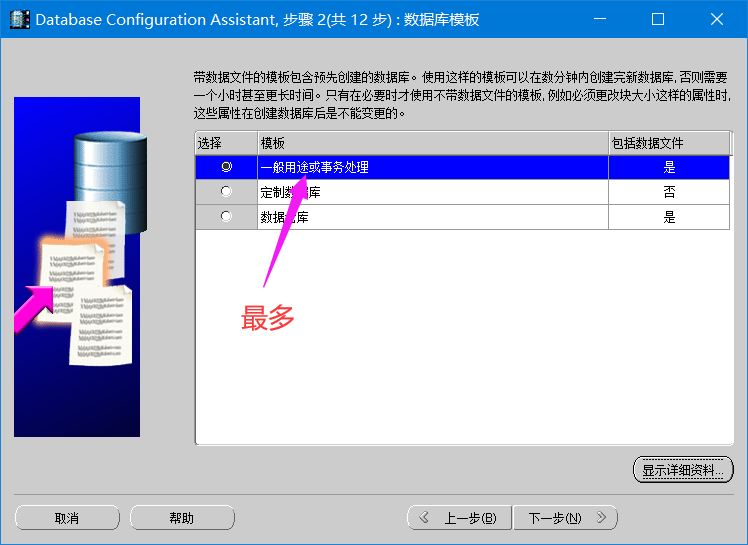 Database Configuration Assistant, 步骤 2(共 12 步) : 数据库模板
带数据文件的模板包含预先创建的数据库。使用这样的模板可以在数分钟内创建完新数据库, 否则需要
一个小时甚至更长时间。只有在必要时才使用不带数据文件的模板, 例如必须更改块大小这样的属性时,
这些属性在创建数据库后是不能变更的。
选择 模板 包括数据文件
一般用途或事务处理 是
定制数据库 否
数据仓库 是
最多
显示详细资料...
取消 帮助 上一步(B) 下一步(N)